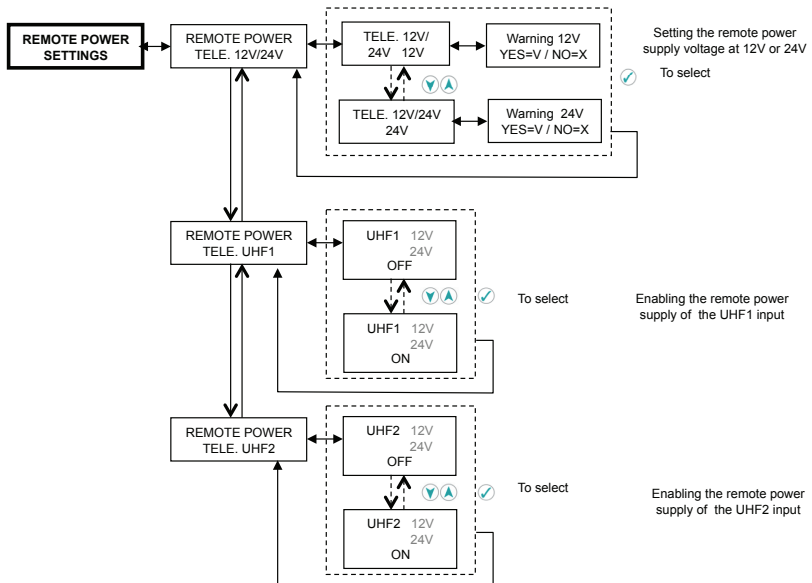 REMOTE POWER
SETTINGS
REMOTE POWER
TELE. 12V/24V
TELE. 12V/
24V 12V
Warning 12V
YES=V / NO=X
Setting the remote power
supply voltage at 12V or 24V
To select
TELE. 12V/24V
24V
Warning 24V
YES=V / NO=X
REMOTE POWER
TELE. UHF1
UHF1 12V
24V
OFF
To select
Enabling the remote power
supply of the UHF1 input
UHF1 12V
24V
ON
REMOTE POWER
TELE. UHF2
UHF2 12V
24V
OFF
To select
Enabling the remote power
supply of the UHF2 input
UHF2 12V
24V
ON